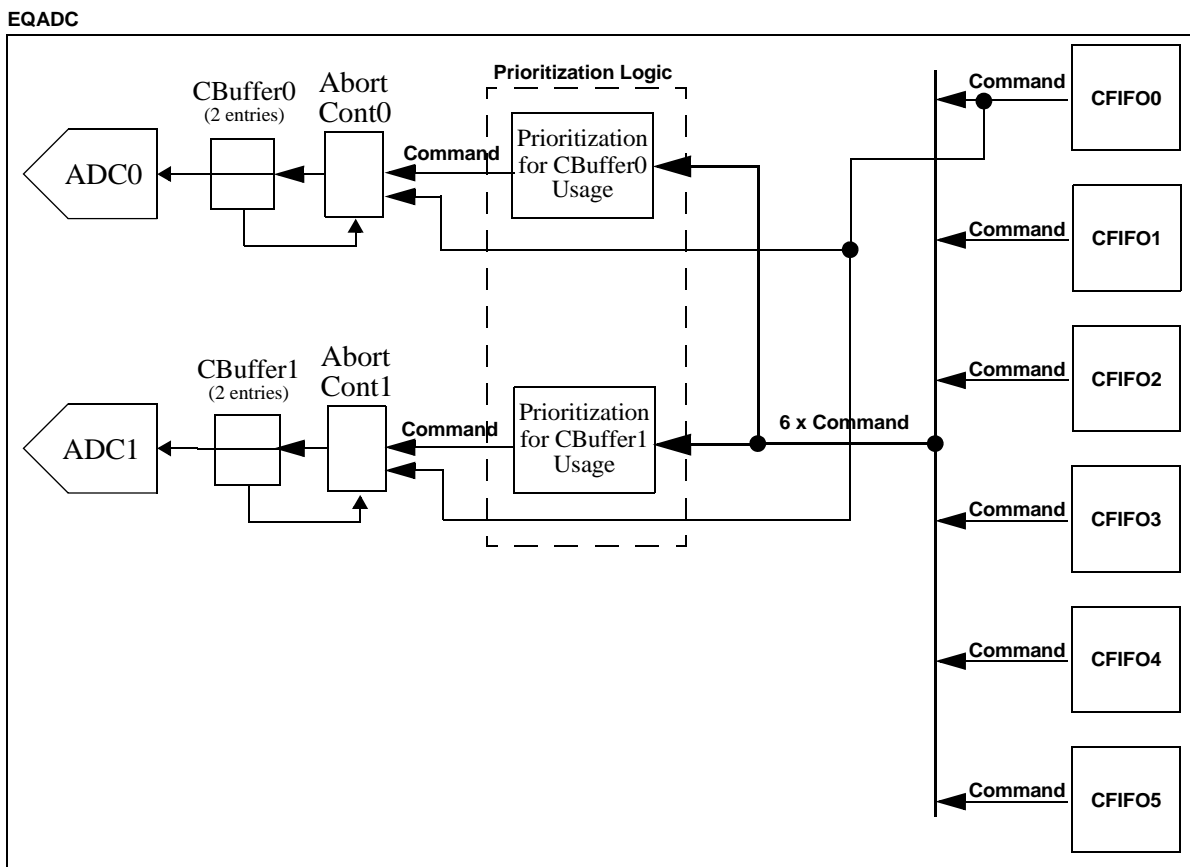 EQADC
CBuffer0
(2 entries)
Abort
Cont0
Prioritization Logic
Command
CFIFO0
ADC0
Command
Prioritization
for CBuffer0
Usage
Command
CFIFO1
CBuffer1
(2 entries)
Abort
Cont1
Command
CFIFO2
ADC1
Command
Prioritization
for CBuffer1
Usage
6 x Command
Command
CFIFO3
Command
CFIFO4
Command
CFIFO5